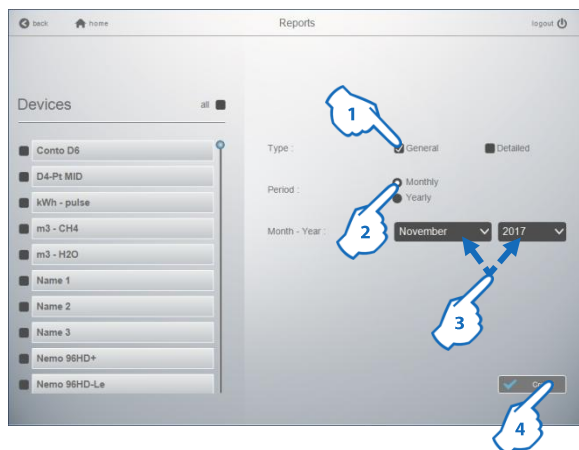 back
home
Reports
logout
Devices
all
Conto D6
D4-Pt MID
kWh - pulse
m3 - CH4
m3 - H2O
Name 1
Name 2
Name 3
Nemo 96HD+
Nemo 96HD-Le
1
Type :
General
Detailed
Period :
Monthly
Yearly
2
Month - Year :
November
2017
3
4